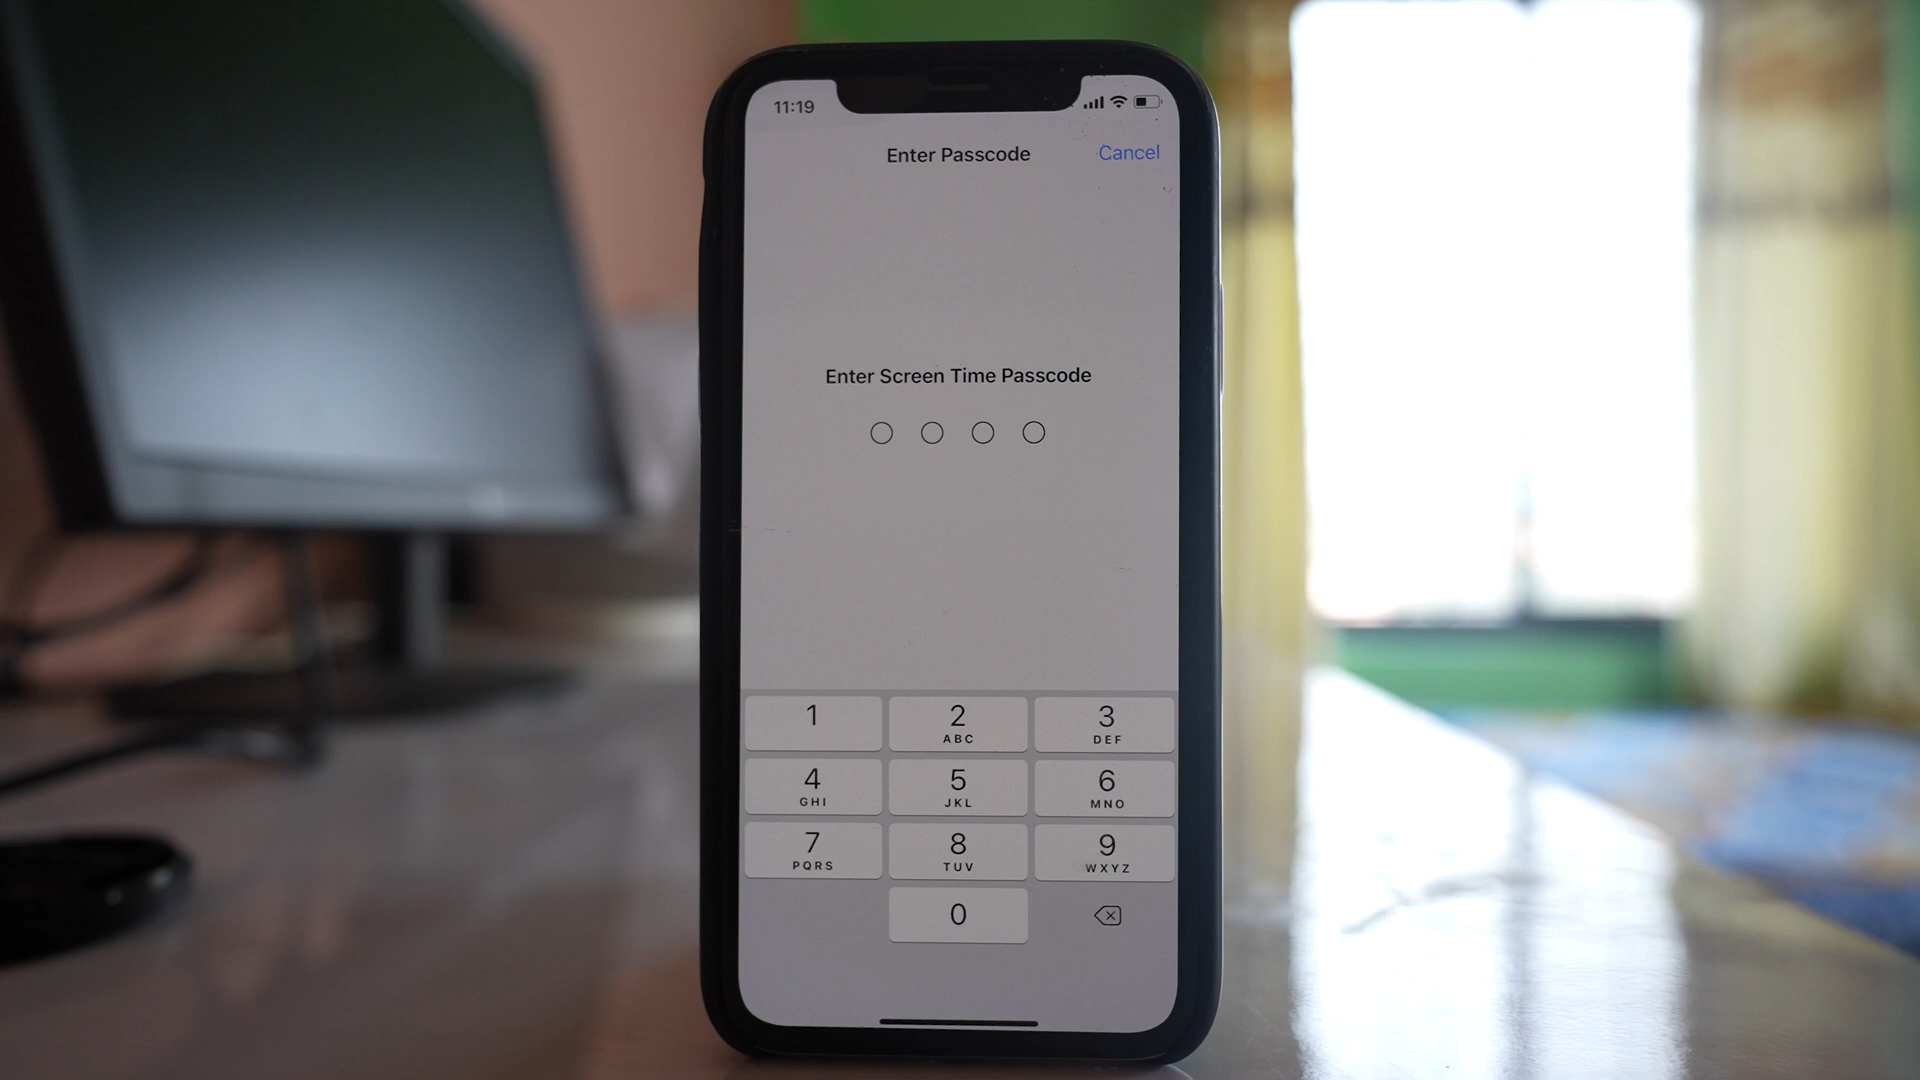 11:19
Enter Passcode
Cancel
Enter Screen Time Passcode
1
2
ABC
3
DEF
4
GHI
5
JKL
6
MNO
7
PQRS
8
TUV
9
WXYZ
0